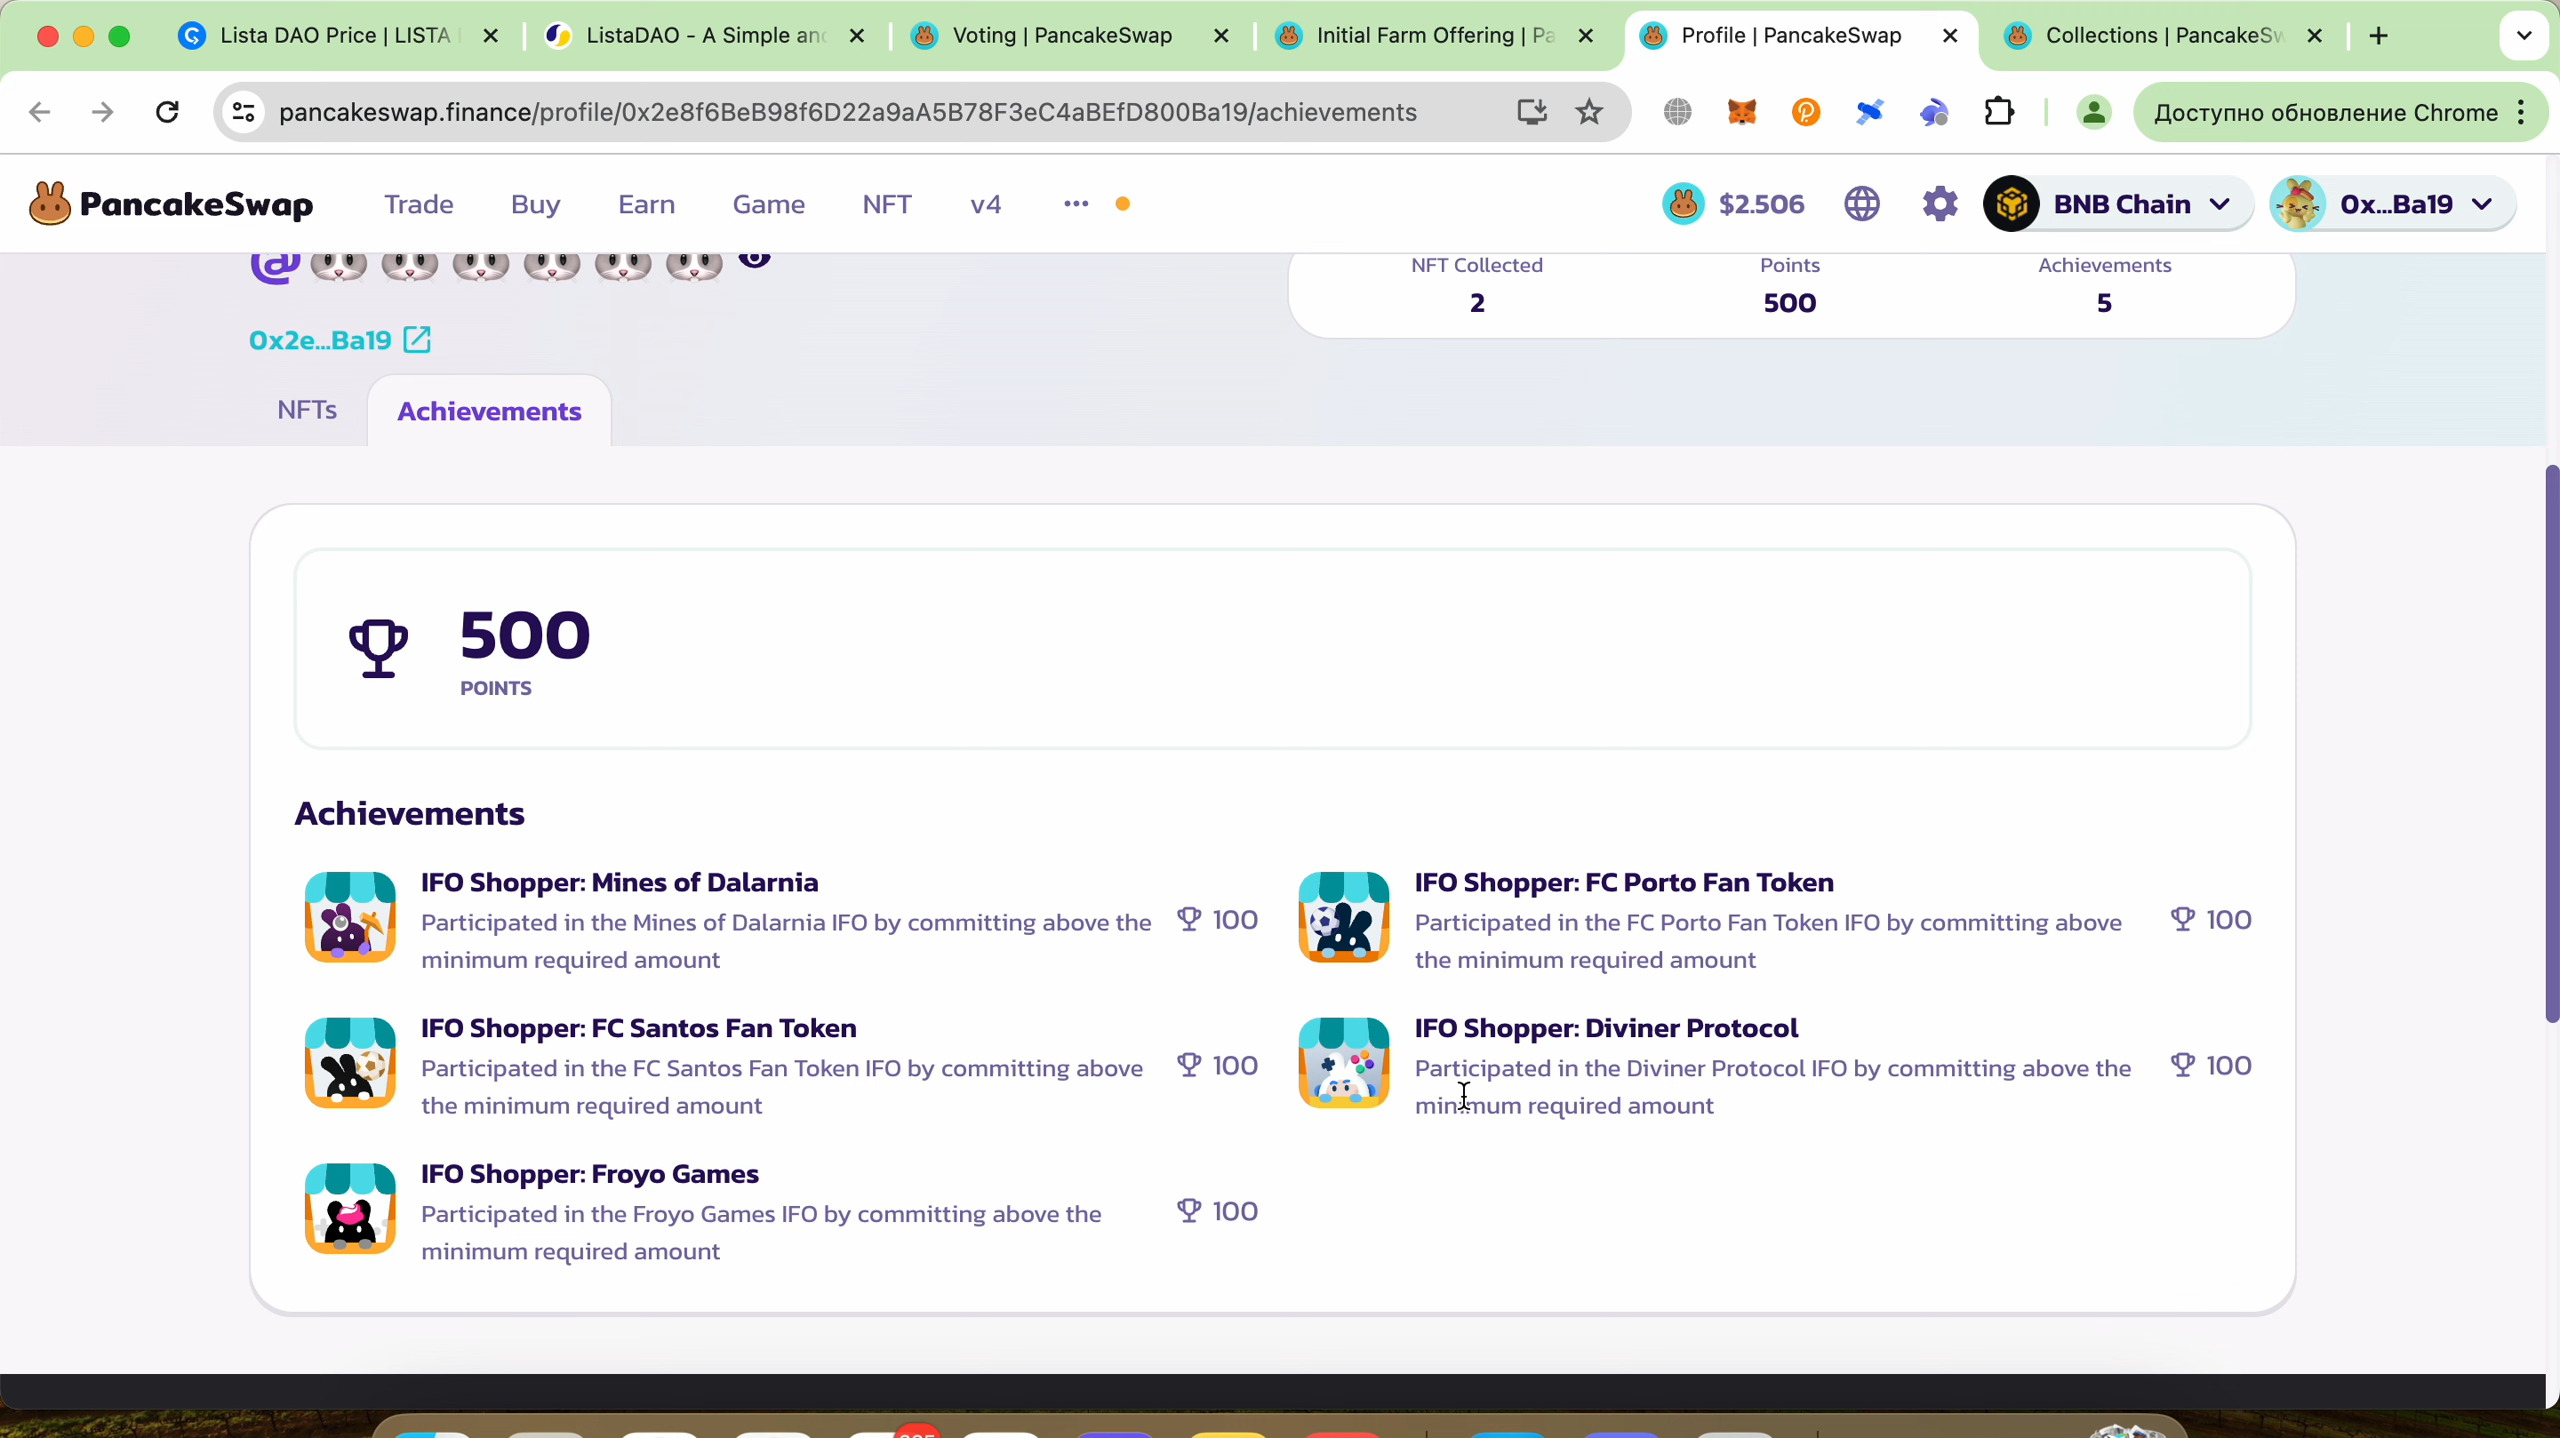 Lista DAO Price | LISTA
ListaDAO - A Simple and
Voting | PancakeSwap
Initial Farm Offering | Pa
Profile | PancakeSwap
Collections | PancakeSw
pancakeswap.finance/profile/0x2e8f6BeB98f6D22a9aA5B78F3eC4aBEfD800Ba19/achievements
Доступно обновление Chrome
PancakeSwap
Trade
Buy
Earn
Game
NFT
v4
$2.506
BNB Chain
0x...Ba19
@
NFT Collected
Points
Achievements
2
500
5
0x2e...Ba19
NFTs
Achievements
500
POINTS
Achievements
IFO Shopper: Mines of Dalarnia
Participated in the Mines of Dalarnia IFO by committing above the
minimum required amount
100
IFO Shopper: FC Porto Fan Token
Participated in the FC Porto Fan Token IFO by committing above
the minimum required amount
100
IFO Shopper: FC Santos Fan Token
Participated in the FC Santos Fan Token IFO by committing above
the minimum required amount
100
IFO Shopper: Diviner Protocol
Participated in the Diviner Protocol IFO by committing above the
minimum required amount
100
IFO Shopper: Froyo Games
Participated in the Froyo Games IFO by committing above the
minimum required amount
100